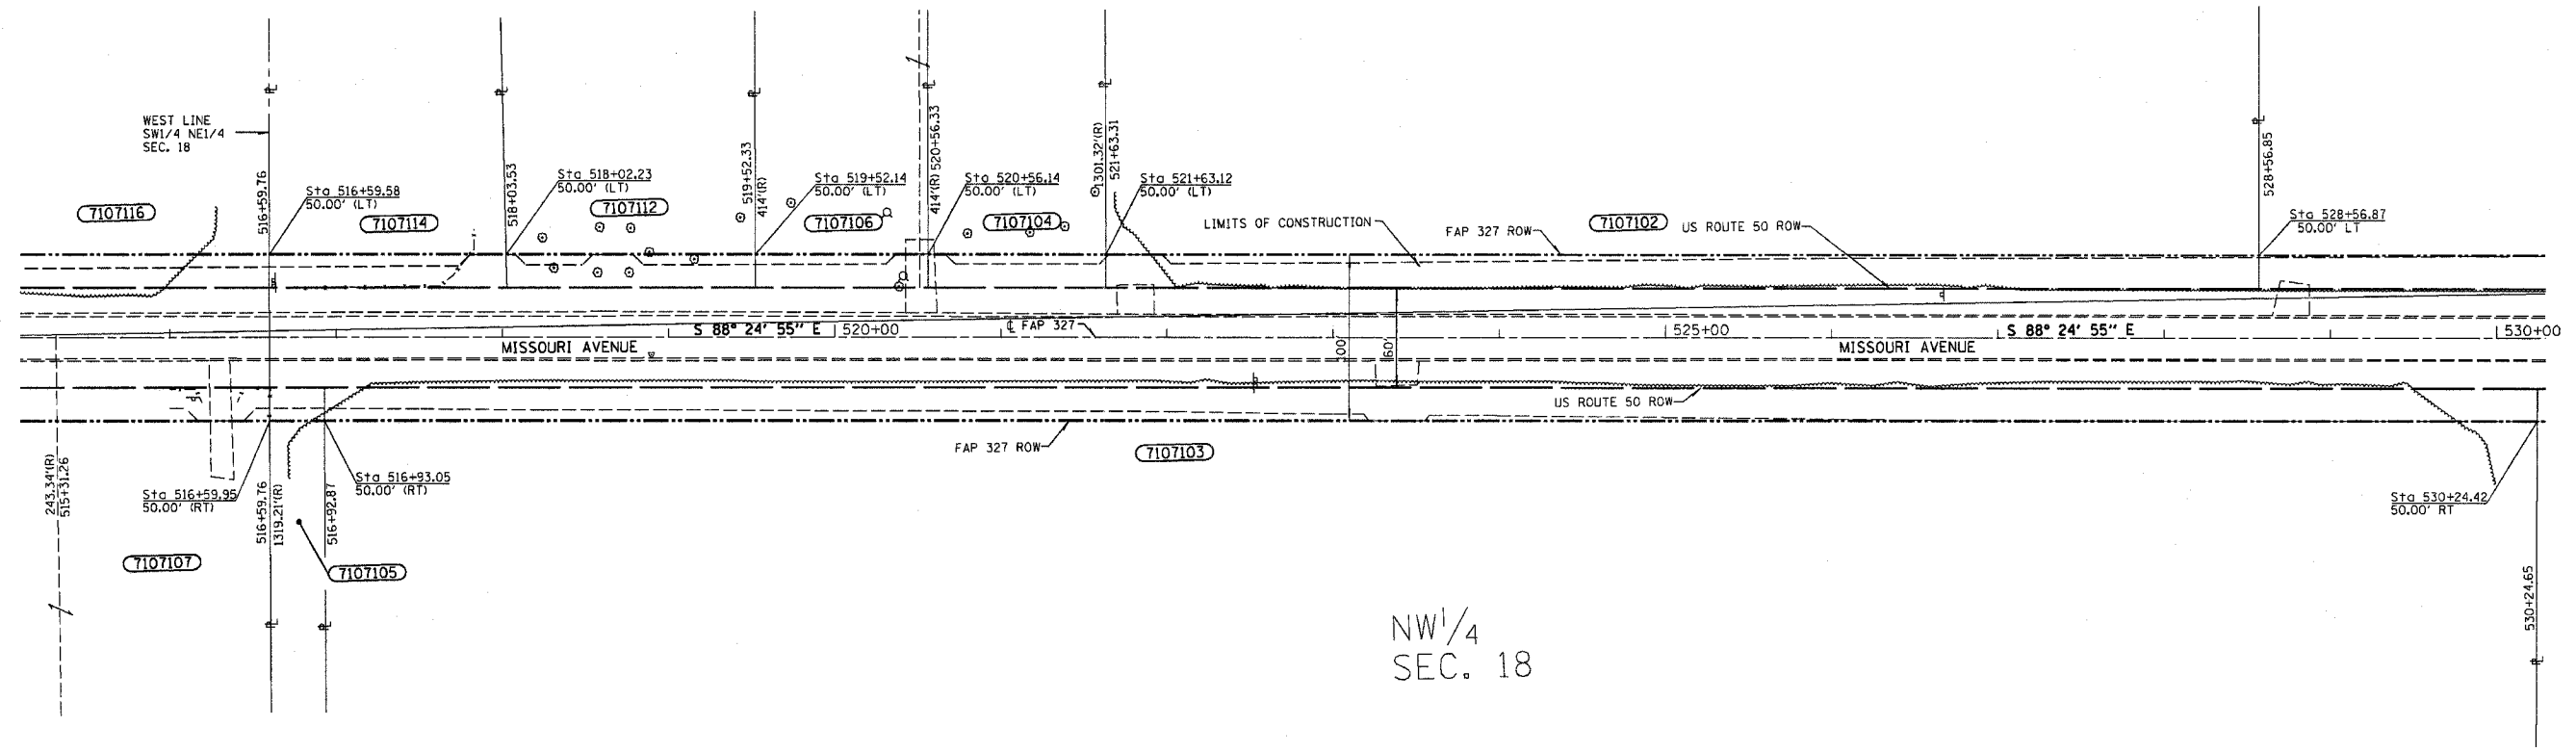 WEST LINE
SW1/4 NE1/4
SEC. 18
7107116
516+59.76
Sta 516+59.58
50.00' (LT)
7107114
518+03.53
Sta 518+02.23
50.00' (LT)
7107112
519+52.33
414'(R)
Sta 519+52.14
50.00' (LT)
7107106
414'(R) 520+56.33
Sta 520+56.14
50.00' (LT)
7107104
1301.32'(R)
521+63.31
Sta 521+63.12
50.00' (LT)
LIMITS OF CONSTRUCTION
FAP 327 ROW
7107102
US ROUTE 50 ROW
528+56.85
Sta 528+56.87
50.00' LT
S 88° 24' 55" E
520+00
℄ FAP 327
525+00
S 88° 24' 55" E
530+00
MISSOURI AVENUE
100'
60'
MISSOURI AVENUE
US ROUTE 50 ROW
FAP 327 ROW
7107103
243.34'(R)
515+31.26
Sta 516+59.95
50.00' (RT)
516+59.76
1319.21'(R)
516+92.87
Sta 516+93.05
50.00' (RT)
7107107
7107105
Sta 530+24.42
50.00' RT
530+24.65
NW1/4
SEC. 18